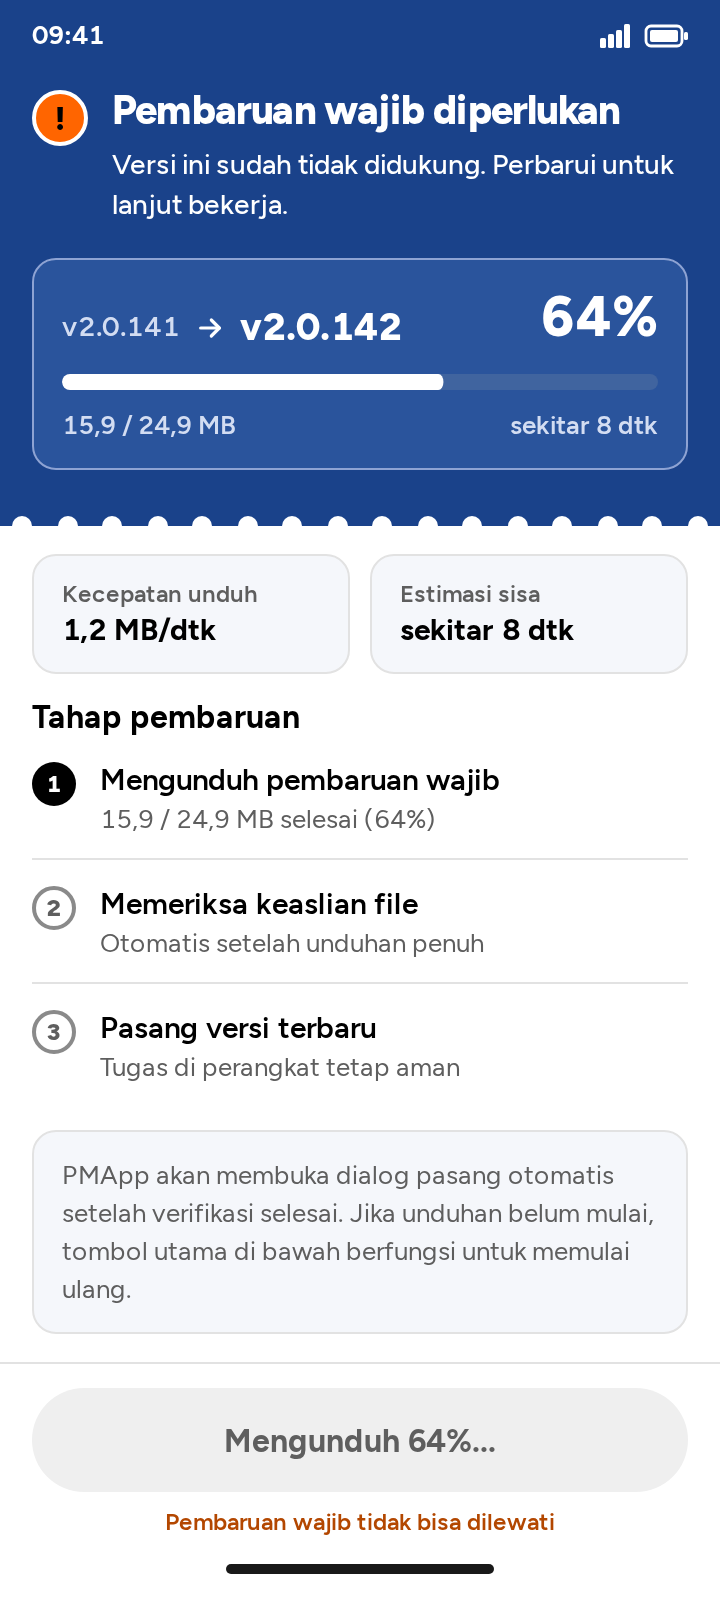 09:41
!
Pembaruan wajib diperlukan
Versi ini sudah tidak didukung. Perbarui untuk
lanjut bekerja.
v2.0.141 → v2.0.142
64%
15,9 / 24,9 MB
sekitar 8 dtk
Kecepatan unduh
1,2 MB/dtk
Estimasi sisa
sekitar 8 dtk
Tahap pembaruan
1
Mengunduh pembaruan wajib
15,9 / 24,9 MB selesai (64%)
2
Memeriksa keaslian file
Otomatis setelah unduhan penuh
3
Pasang versi terbaru
Tugas di perangkat tetap aman
PMApp akan membuka dialog pasang otomatis
setelah verifikasi selesai. Jika unduhan belum mulai,
tombol utama di bawah berfungsi untuk memulai
ulang.
Mengunduh 64%...
Pembaruan wajib tidak bisa dilewati